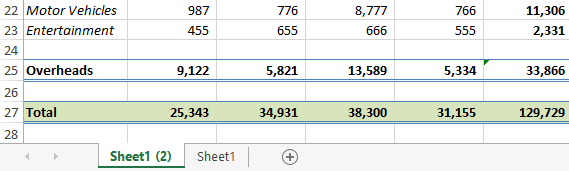 22 Motor Vehicles 987 776 8,777 766 11,306
23 Entertainment 455 655 666 555 2,331
24
25 Overheads 9,122 5,821 13,589 5,334 33,866
26
27 Total 25,343 34,931 38,300 31,155 129,729
28
Sheet1 (2) Sheet1